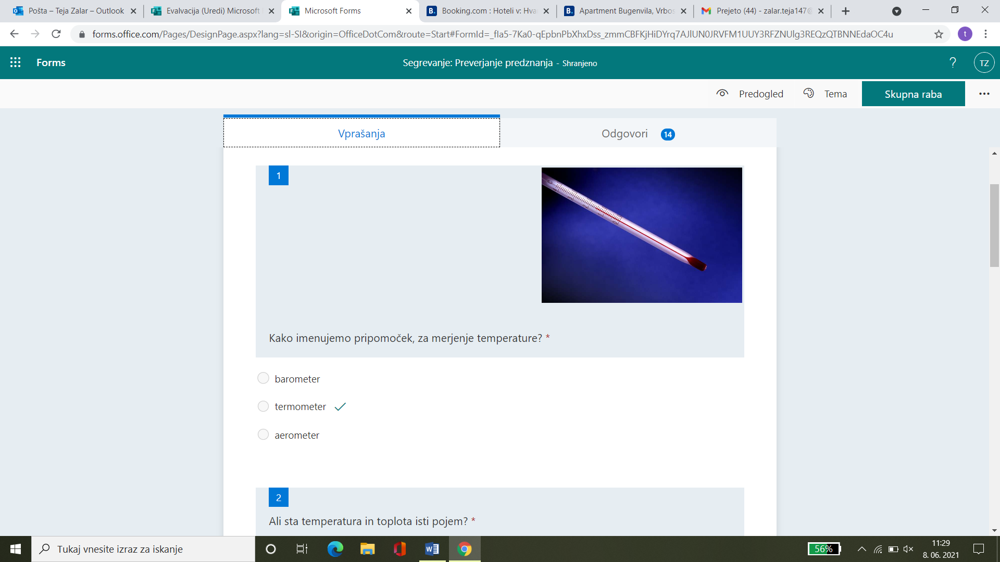 Pošta – Teja Zalar – Outlook
Evalvacija (Uredi) Microsoft
Microsoft Forms
B. Booking.com : Hoteli v: Hva
B. Apartment Bugenvila, Vrbos
Prejeto (44) - zalar.teja147@
forms.office.com/Pages/DesignPage.aspx?lang=sl-SI&origin=OfficeDotCom&route=Start#FormId=_fIa5-7Ka0-qEpbnPbXhxDss_zmmCBFKjHiDYrq7AJlUN0JRVFM1UUY3RFZNUlg3REQzQTBNNEdaOC4u
t
Forms
Segrevanje: Preverjanje predznanja - Shranjeno
?
TZ
Predogled
Tema
Skupna raba
Vprašanja
Odgovori 14
1
Kako imenujemo pripomoček, za merjenje temperature? *
barometer
termometer
aerometer
2
Ali sta temperatura in toplota isti pojem? *
Tukaj vnesite izraz za iskanje
56%
11:29
8. 06. 2021